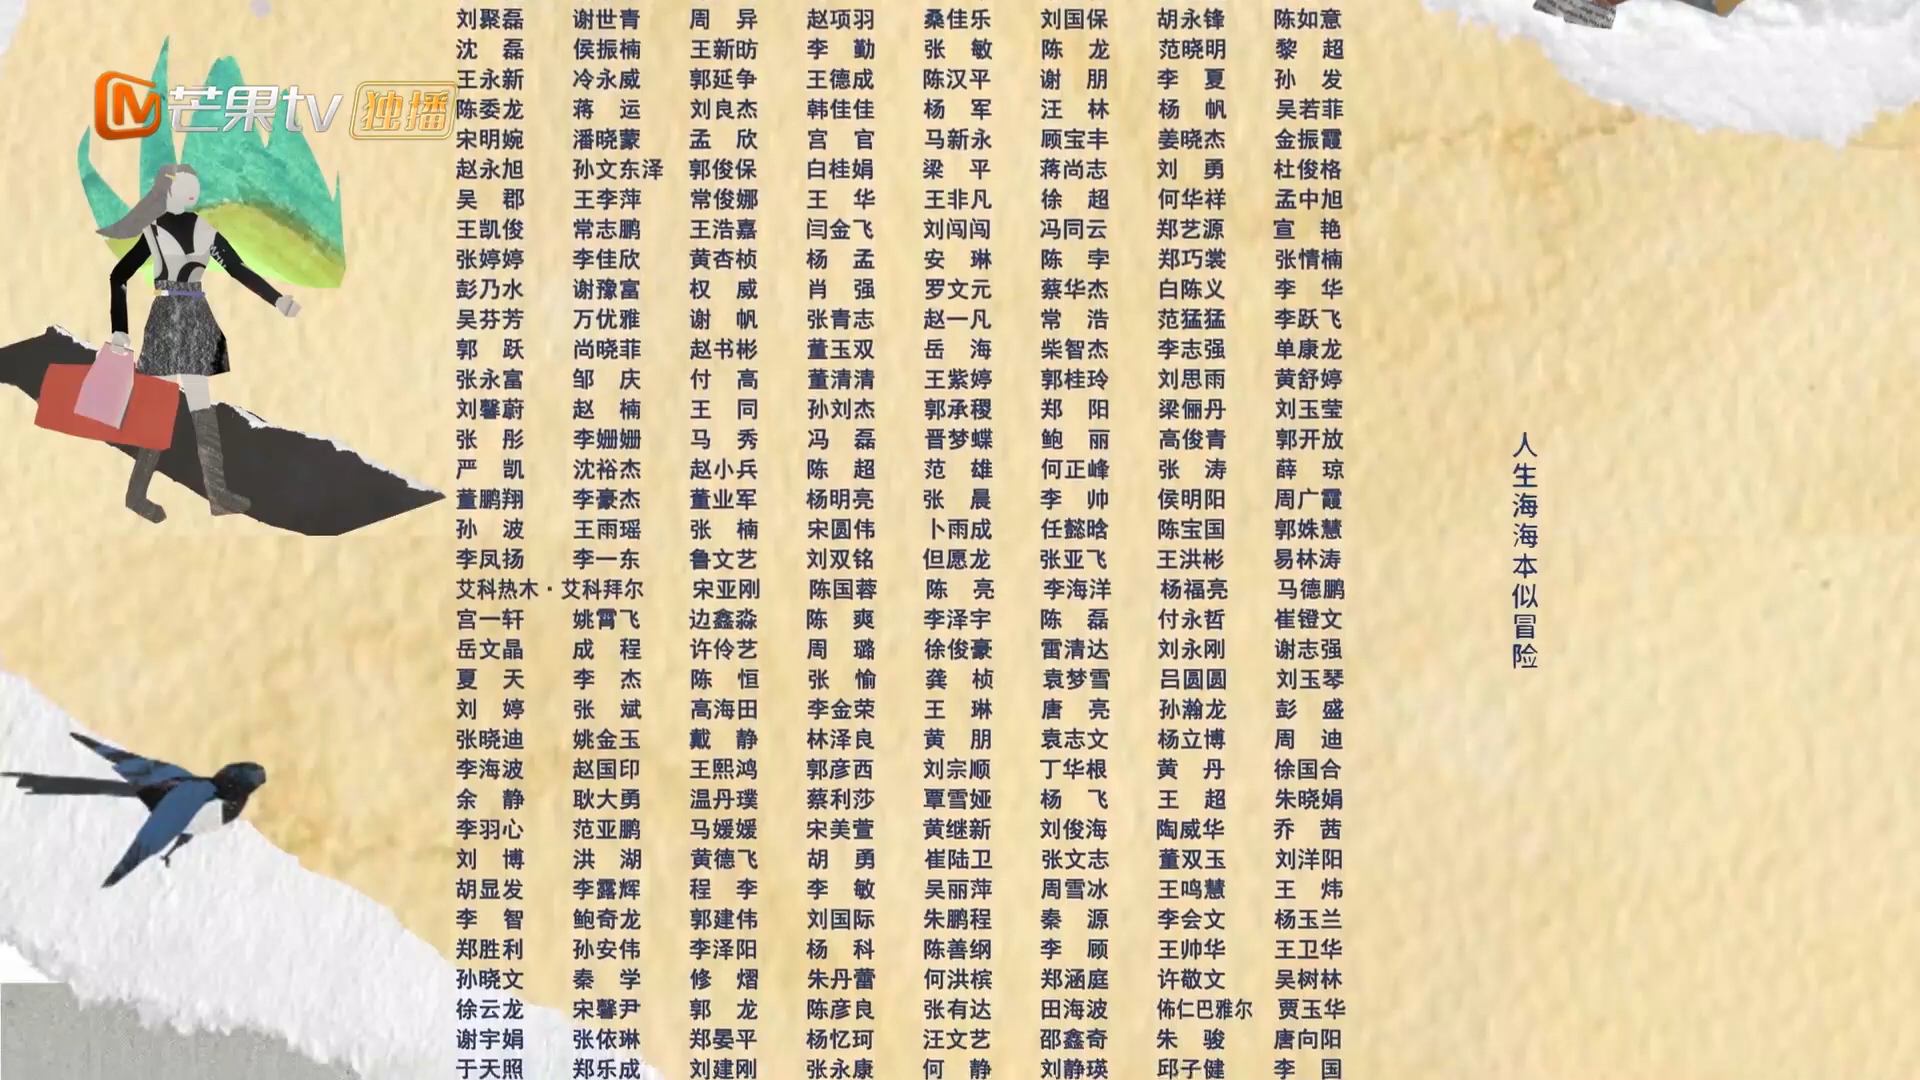 刘聚磊 谢世青 周 异 赵项羽 桑佳乐 刘国保 胡永锋 陈如意
沈 磊 侯振楠 王新昉 李 勤 张 敏 陈 龙 范晓明 黎 超
王永新 冷永威 郭延争 王德成 陈汉平 谢 朋 李 夏 孙 发
芒果tv 独播
陈委龙 蒋 运 刘良杰 韩佳佳 杨 军 汪 林 杨 帆 吴若菲
宋明婉 潘晓蒙 孟 欣 宫 官 马新永 顾宝丰 姜晓杰 金振霞
赵永旭 孙文东泽 郭俊保 白桂娟 梁 平 蒋尚志 刘 勇 杜俊格
吴 郡 王李萍 常俊娜 王 华 王非凡 徐 超 何华祥 孟中旭
王凯俊 常志鹏 王浩嘉 闫金飞 刘闯闯 冯同云 郑艺源 宣 艳
张婷婷 李佳欣 黄杏桢 杨 孟 安 琳 陈 孛 郑巧裳 张情楠
彭乃水 谢豫富 权 威 肖 强 罗文元 蔡华杰 白陈义 李 华
吴芬芳 万优雅 谢 帆 张青志 赵一凡 常 浩 范猛猛 李跃飞
郭 跃 尚晓菲 赵书彬 董玉双 岳 海 柴智杰 李志强 单康龙
张永富 邹 庆 付 高 董清清 王紫婷 郭桂玲 刘思雨 黄舒婷
刘馨蔚 赵 楠 王 同 孙刘杰 郭承稷 郑 阳 梁俪丹 刘玉莹
张 彤 李姗姗 马 秀 冯 磊 晋梦蝶 鲍 丽 高俊青 郭开放
严 凯 沈裕杰 赵小兵 陈 超 范 雄 何正峰 张 涛 薛 琼
董鹏翔 李豪杰 董业军 杨明亮 张 晨 李 帅 侯明阳 周广霞
孙 波 王雨瑶 张 楠 宋圆伟 卜雨成 任懿晗 陈宝国 郭姝慧
李凤扬 李一东 鲁文艺 刘双铭 但愿龙 张亚飞 王洪彬 易林涛
艾科热木·艾科拜尔 宋亚刚 陈国蓉 陈 亮 李海洋 杨福亮 马德鹏
宫一轩 姚霄飞 边鑫淼 陈 爽 李泽宇 陈 磊 付永哲 崔镫文
岳文晶 成 程 许伶艺 周 璐 徐俊豪 雷清达 刘永刚 谢志强
夏 天 李 杰 陈 恒 张 愉 龚 桢 袁梦雪 吕圆圆 刘玉琴
刘 婷 张 斌 高海田 李金荣 王 琳 唐 亮 孙瀚龙 彭 盛
张晓迪 姚金玉 戴 静 林泽良 黄 朋 袁志文 杨立博 周 迪
李海波 赵国印 王熙鸿 郭彦西 刘宗顺 丁华根 黄 丹 徐国合
余 静 耿大勇 温丹璞 蔡利莎 覃雪娅 杨 飞 王 超 朱晓娟
李羽心 范亚鹏 马媛媛 宋美萱 黄继新 刘俊海 陶威华 乔 茜
刘 博 洪 湖 黄德飞 胡 勇 崔陆卫 张文志 董双玉 刘洋阳
胡显发 李露辉 程 李 李 敏 吴丽萍 周雪冰 王鸣慧 王 炜
李 智 鲍奇龙 郭建伟 刘国际 朱鹏程 秦 源 李会文 杨玉兰
郑胜利 孙安伟 李泽阳 杨 科 陈善纲 李 顾 王帅华 王卫华
孙晓文 秦 学 修 熠 朱丹蕾 何洪槟 郑涵庭 许敬文 吴树林
徐云龙 宋馨尹 郭 龙 陈彦良 张有达 田海波 佈仁巴雅尔 贾玉华
谢宇娟 张依琳 郑晏平 杨忆珂 汪文艺 邵鑫奇 朱 骏 唐向阳
于天照 郑乐成 刘建刚 张永康 何 静 刘静瑛 邱子健 李 国
人生海海本似冒险